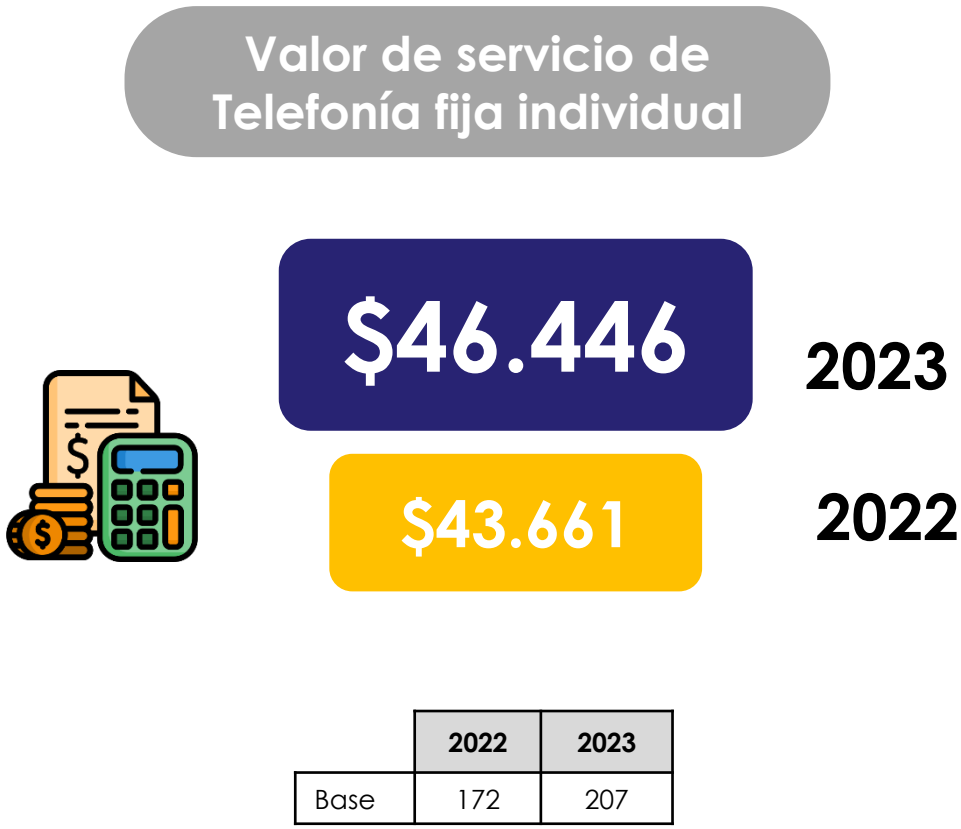 Valor de servicio de
Telefonía fija individual
$46.446
2023
$
$43.661
2022
$
2022 2023
Base 172 207